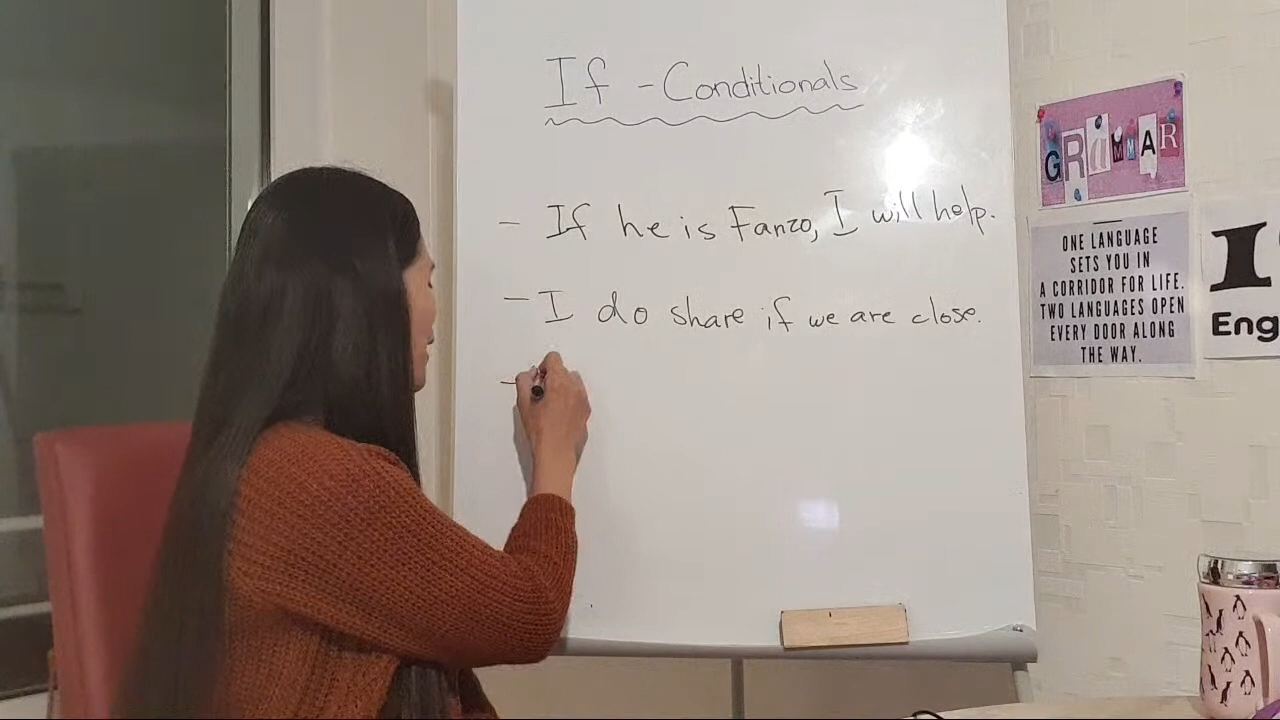 If - Conditionals
- If he is Fanzo, I will help.
- I do share if we are close.
-
GRAMMAR
ONE LANGUAGE
SETS YOU IN
A CORRIDOR FOR LIFE.
TWO LANGUAGES OPEN
EVERY DOOR ALONG
THE WAY.
I
Eng